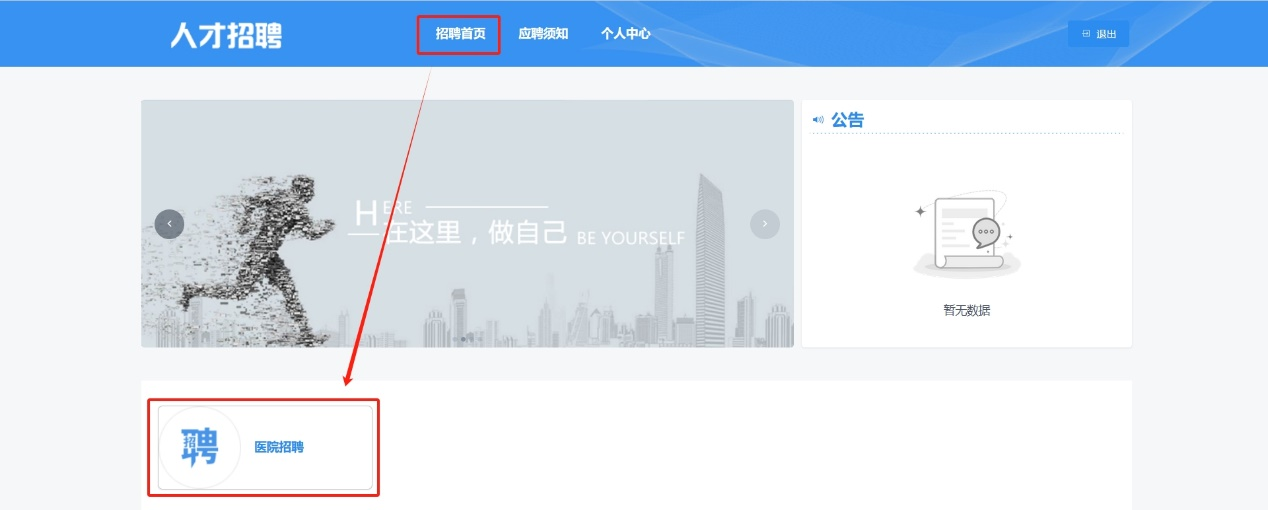 人才招聘
招聘首页 应聘须知 个人中心
退出
公告
HERE
在这里，做自己 BE YOURSELF
暂无数据
招聘
医院招聘